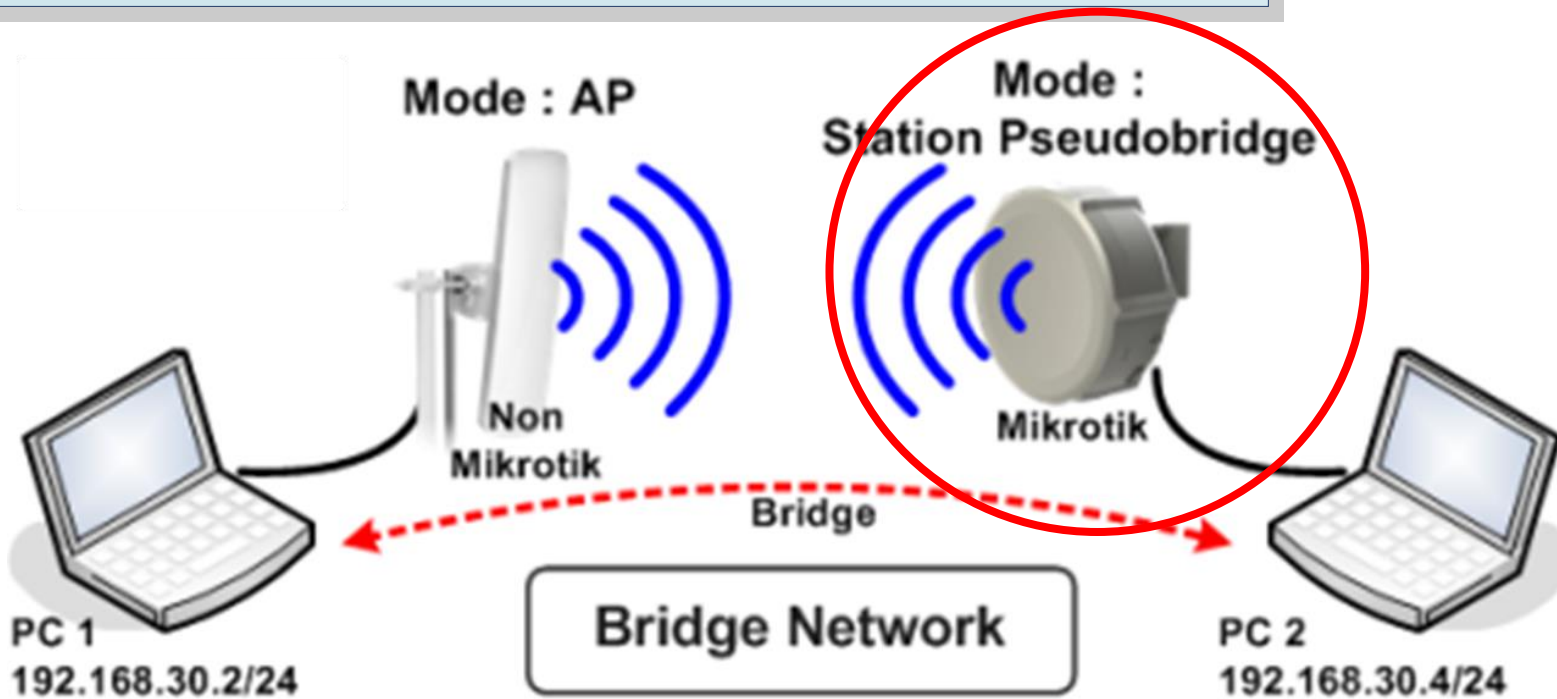 Mode : AP
Mode :
Station Pseudobridge
Non
Mikrotik
Mikrotik
Bridge
Bridge Network
PC 1
192.168.30.2/24
PC 2
192.168.30.4/24